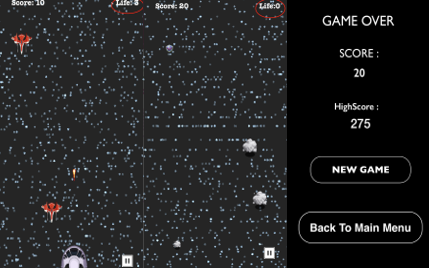 Score: 10
Life: 3
Score: 20
Life:0
GAME OVER
SCORE :
20
HighScore :
275
NEW GAME
Back To Main Menu